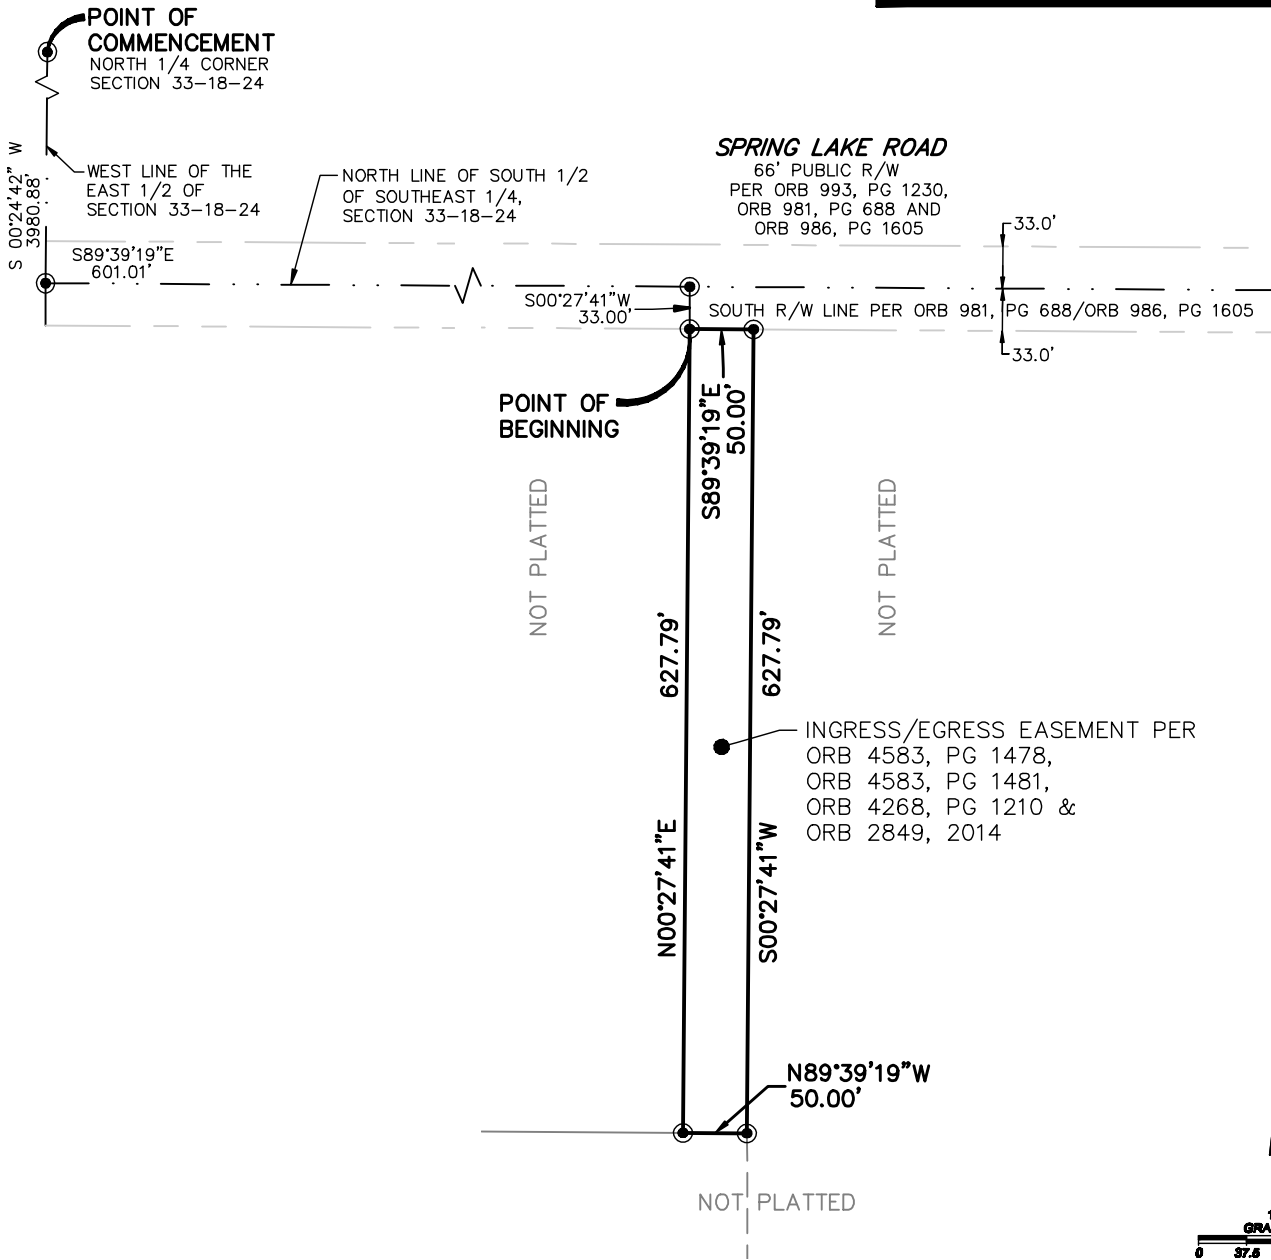 POINT OF
COMMENCEMENT
NORTH 1/4 CORNER
SECTION 33-18-24
S 00°24'42" W
3980.88'
WEST LINE OF THE
EAST 1/2 OF
SECTION 33-18-24
NORTH LINE OF SOUTH 1/2
OF SOUTHEAST 1/4,
SECTION 33-18-24
SPRING LAKE ROAD
66' PUBLIC R/W
PER ORB 993, PG 1230,
ORB 981, PG 688 AND
ORB 986, PG 1605
33.0'
S89°39'19"E
601.01'
S00°27'41"W
33.00'
SOUTH R/W LINE PER ORB 981, PG 688/ORB 986, PG 1605
33.0'
POINT OF
BEGINNING
S89°39'19"E
50.00'
NOT PLATTED
NOT PLATTED
627.79'
627.79'
INGRESS/EGRESS EASEMENT PER
ORB 4583, PG 1478,
ORB 4583, PG 1481,
ORB 4268, PG 1210 &
ORB 2849, 2014
N00°27'41"E
S00°27'41"W
N89°39'19"W
50.00'
NOT PLATTED
0 37.5